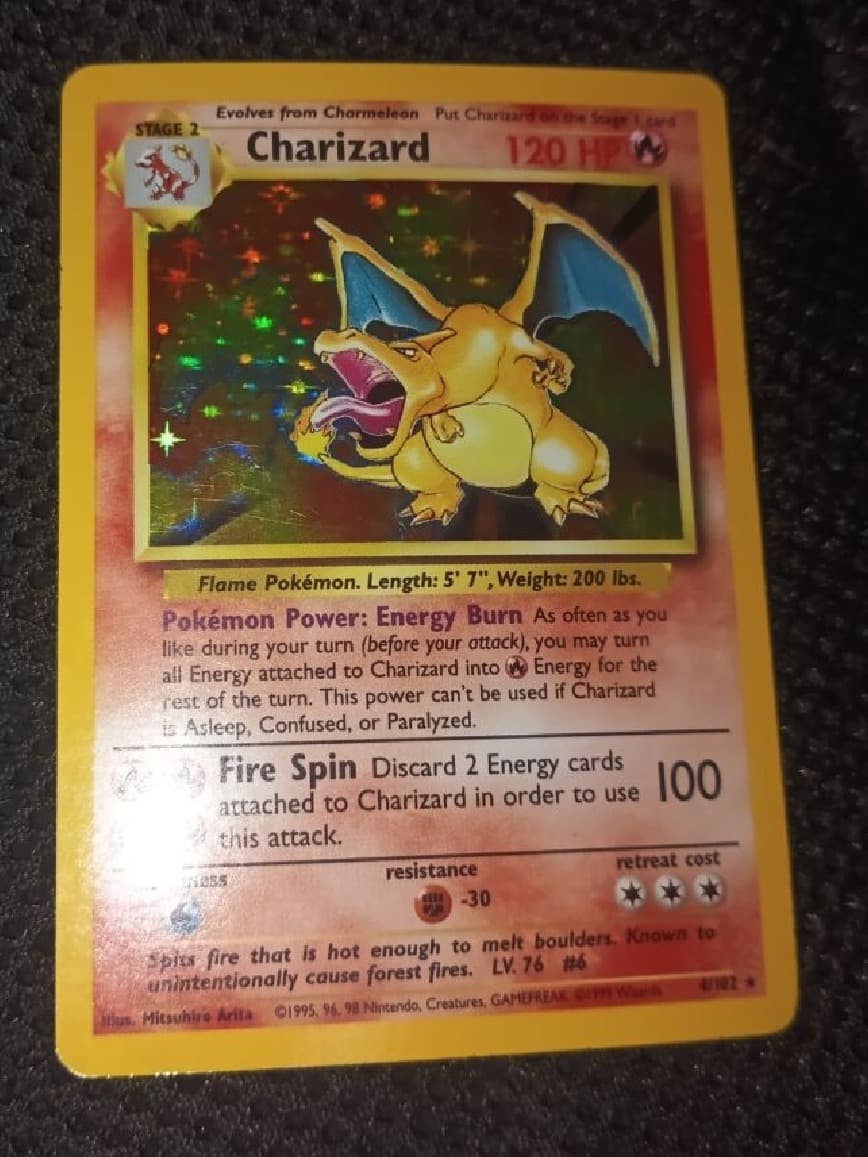 Evolves from Charmeleon Put Charizard on the Stage 1 card
STAGE 2
Charizard 120 HP
Flame Pokémon. Length: 5' 7", Weight: 200 lbs.
Pokémon Power: Energy Burn As often as you
like during your turn (before your attack), you may turn
all Energy attached to Charizard into Energy for the
rest of the turn. This power can't be used if Charizard
is Asleep, Confused, or Paralyzed.
Fire Spin Discard 2 Energy cards
attached to Charizard in order to use 100
this attack.
resistance retreat cost
-30
Spits fire that is hot enough to melt boulders. Known to
unintentionally cause forest fires. LV. 76 #6
Illus. Mitsuhiro Arita ©1995, 96, 98 Nintendo, Creatures, GAMEFREAK ©1999 Wizards 4/102